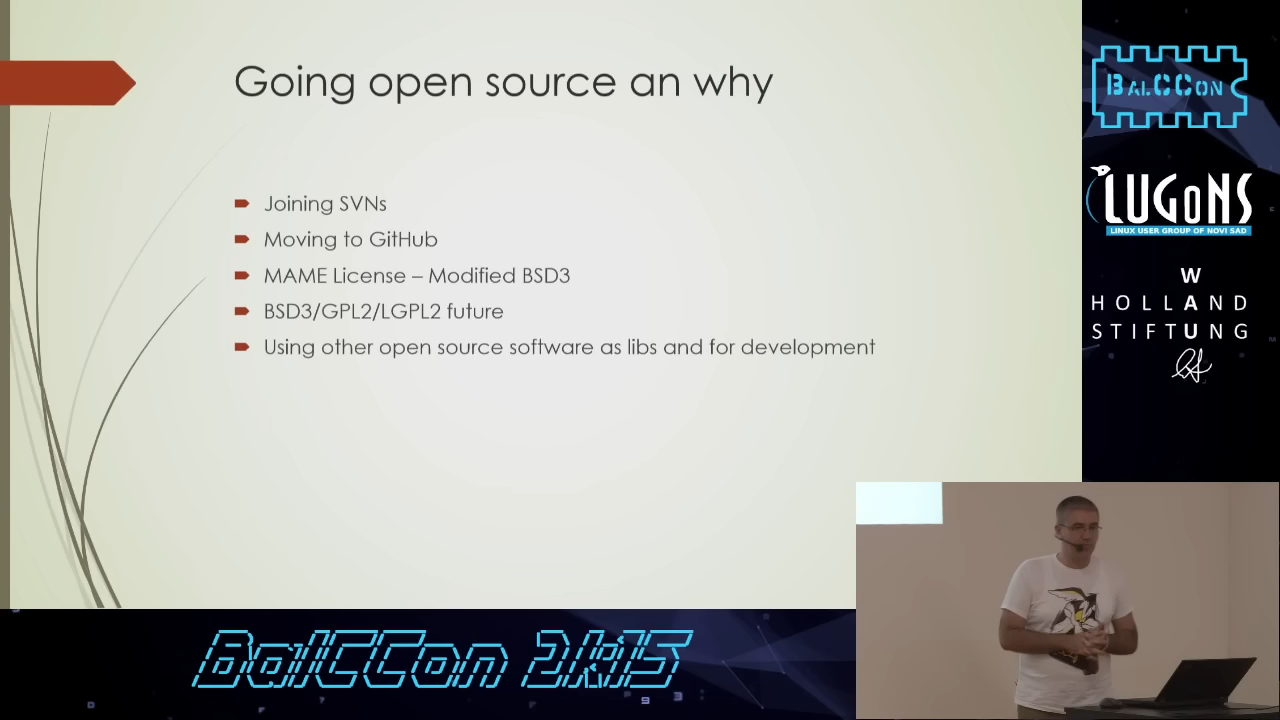 Going open source an why
Joining SVNs
Moving to GitHub
MAME License – Modified BSD3
BSD3/GPL2/LGPL2 future
Using other open source software as libs and for development
BALCCON
LUGoNS
LINUX USER GROUP OF NOVI SAD
W
HOLLAND
STIFTUNG
BalCCon 2k15